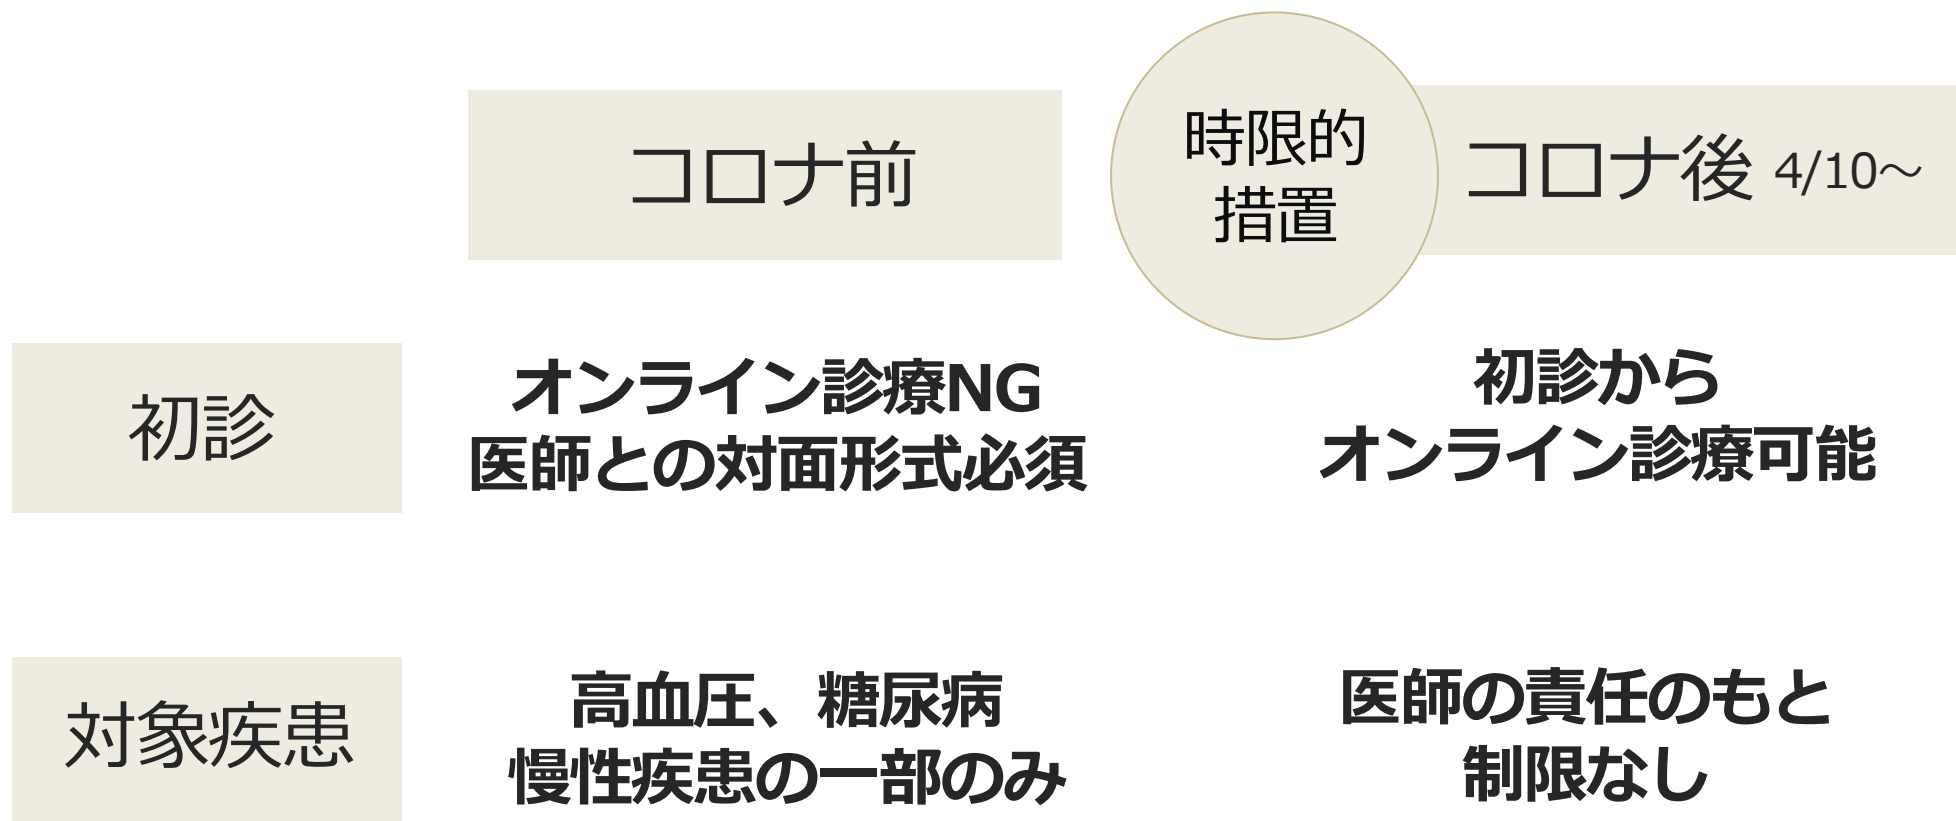 コロナ前
時限的
措置
コロナ後 4/10～
初診
オンライン診療NG
医師との対面形式必須
初診から
オンライン診療可能
対象疾患
高血圧、糖尿病
慢性疾患の一部のみ
医師の責任のもと
制限なし